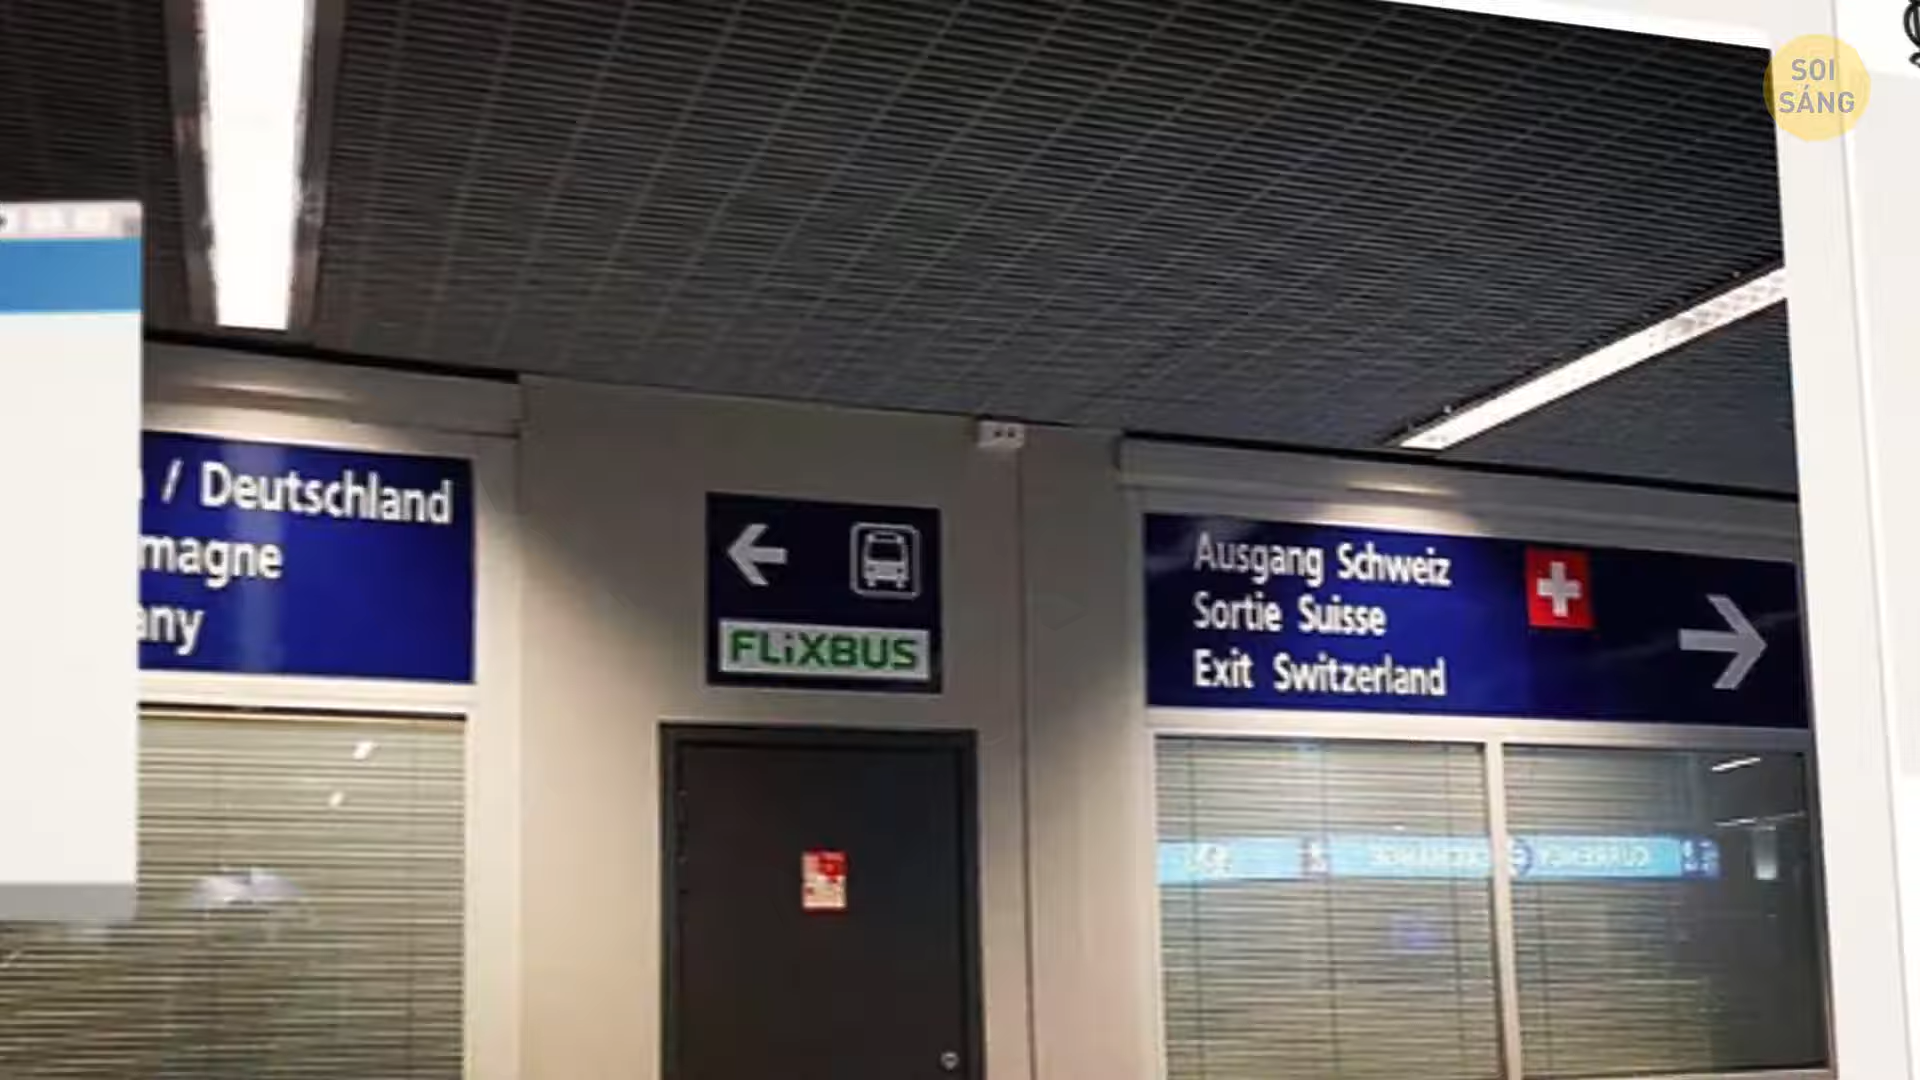 SOI
SÁNG
/ Deutschland
magne
any
FLiXBUS
Ausgang Schweiz
Sortie Suisse
Exit Switzerland